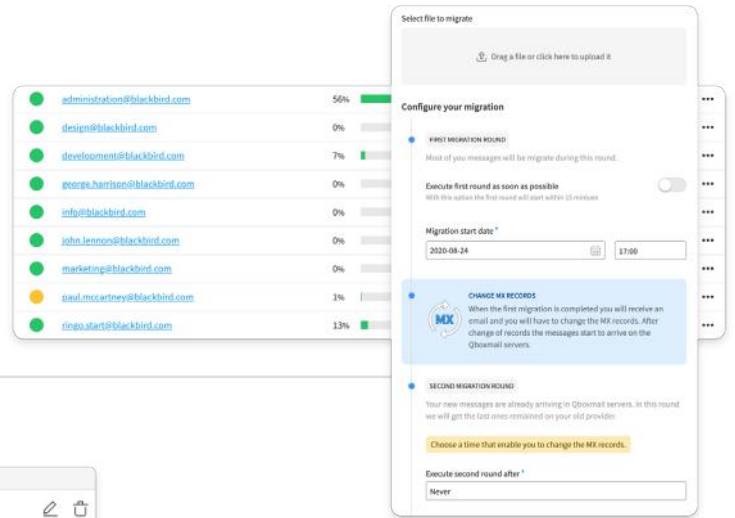 Select file to migrate
Drag a file or click here to upload it
Configure your migration
FIRST MIGRATION ROUND
Most of you messages will be migrate during this round.
Execute first round as soon as possible
With this option the first round will start within 15 mintues
Migration start date *
2020-08-24 17:00
CHANGE MX RECORDS
MX
When the first migration is completed you will receive an
email and you will have to change the MX records. After
change of records the messages start to arrive on the
Qboxmail servers.
SECOND MIGRATION ROUND
Your new messages are already arriving in Qboxmail servers. In this round
we will get the last ones remained on your old provider.
Choose a time that enable you to change the MX records.
Execute second round after *
Never
administration@blackbird.com 56%
design@blackbird.com 0%
development@blackbird.com 7%
george.harrison@blackbird.com 0%
info@blackbird.com 0%
john.lennon@blackbird.com 0%
marketing@blackbird.com 0%
paul.mccartney@blackbird.com 1%
ringo.start@blackbird.com 13%